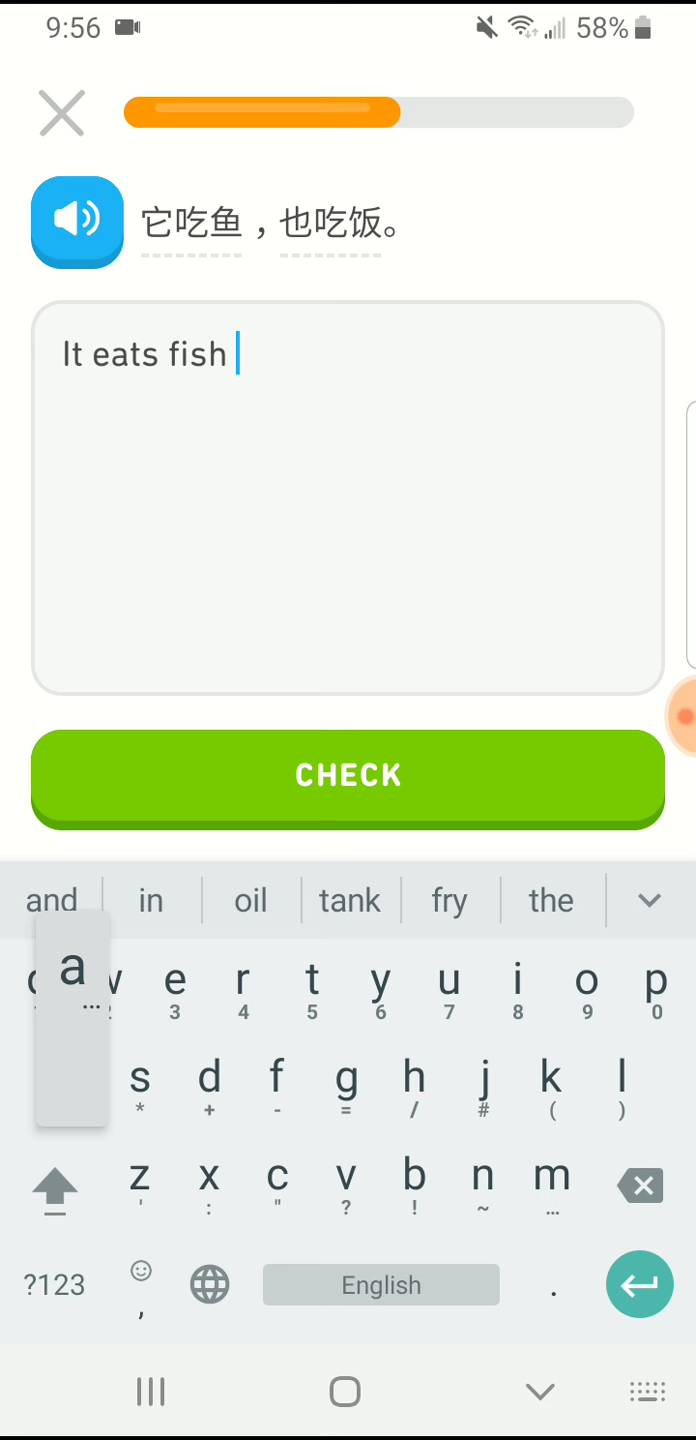 9:56 58%
它吃鱼，也吃饭。
It eats fish
CHECK
and in oil tank fry the
a e r t y u i o p
... 3 4 5 6 7 8 9 0
s d f g h j k l
* + - = / # ( )
z x c v b n m
' : " ? ! ~ ...
?123 , English .